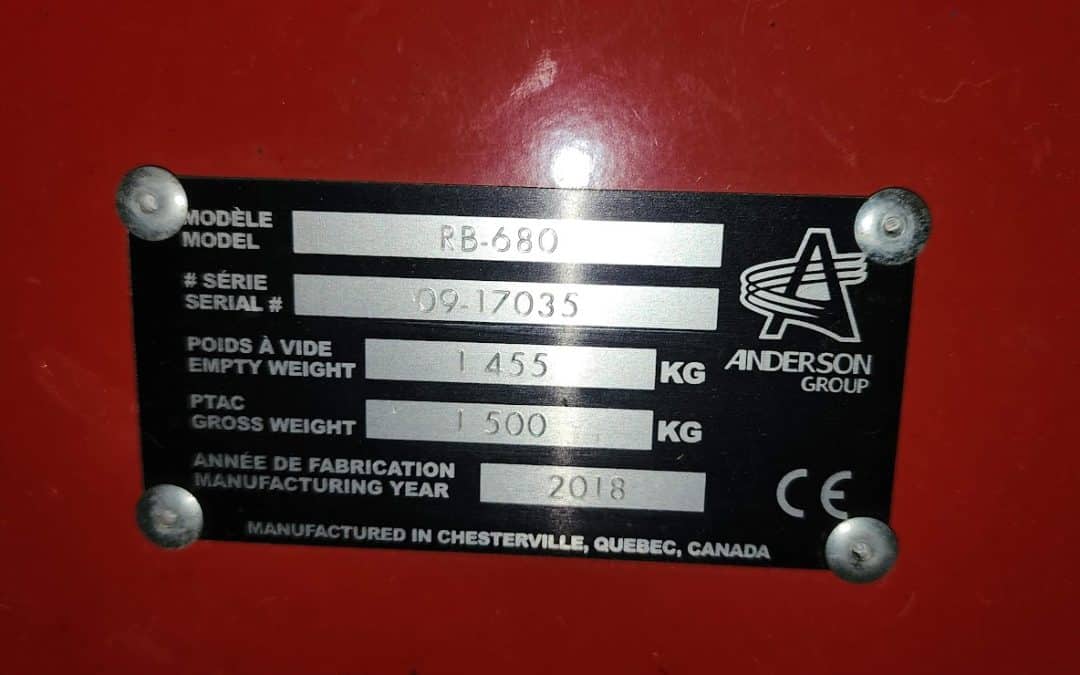 MODÈLE
MODEL
RB-680
# SÉRIE
SERIAL #
09-17035
POIDS À VIDE
EMPTY WEIGHT
1 455 KG
PTAC
GROSS WEIGHT
1 500 KG
ANNÉE DE FABRICATION
MANUFACTURING YEAR
2018
ANDERSON
GROUP
CE
MANUFACTURED IN CHESTERVILLE, QUEBEC, CANADA